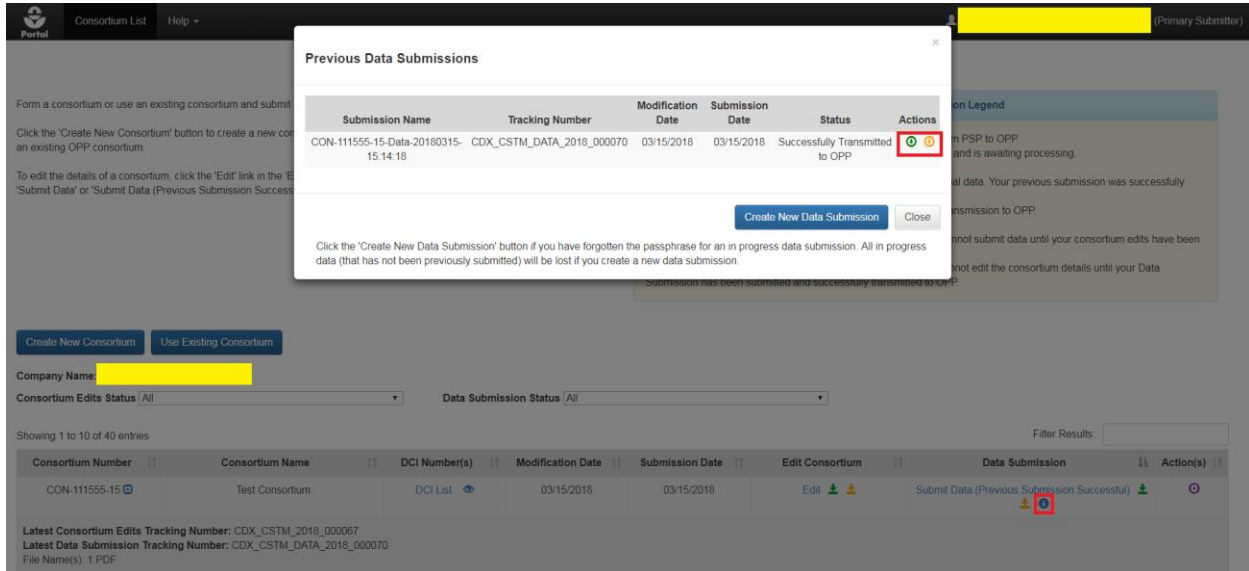 Portal
Consortium List
Help
(Primary Submitter)
Previous Data Submissions
×
Submission Name
Tracking Number
Modification Date
Submission Date
Status
Actions
CON-111555-15-Data-20180315-15:14:18
CDX_CSTM_DATA_2018_000070
03/15/2018
03/15/2018
Successfully Transmitted to OPP
Create New Data Submission
Close
Click the 'Create New Data Submission' button if you have forgotten the passphrase for an in progress data submission. All in progress
data (that has not been previously submitted) will be lost if you create a new data submission.
Form a consortium or use an existing consortium and submit
Click the 'Create New Consortium' button to create a new con
an existing OPP consortium.
To edit the details of a consortium, click the 'Edit' link in the 'E
'Submit Data' or 'Submit Data (Previous Submission Success
on Legend
m PSP to OPP.
and is awaiting processing.
al data. Your previous submission was successfully
nsmission to OPP.
nnot submit data until your consortium edits have been
nnot edit the consortium details until your Data
Submission has been submitted and successfully transmitted to OPP.
Create New Consortium
Use Existing Consortium
Company Name:
Consortium Edits Status All
Data Submission Status All
Showing 1 to 10 of 40 entries
Filter Results:
Consortium Number
Consortium Name
DCI Number(s)
Modification Date
Submission Date
Edit Consortium
Data Submission
Action(s)
CON-111555-15
Test Consortium
DCI List
03/15/2018
03/15/2018
Edit
Submit Data (Previous Submission Successful)
Latest Consortium Edits Tracking Number: CDX_CSTM_2018_000067
Latest Data Submission Tracking Number: CDX_CSTM_DATA_2018_000070
File Name(s): 1.PDF